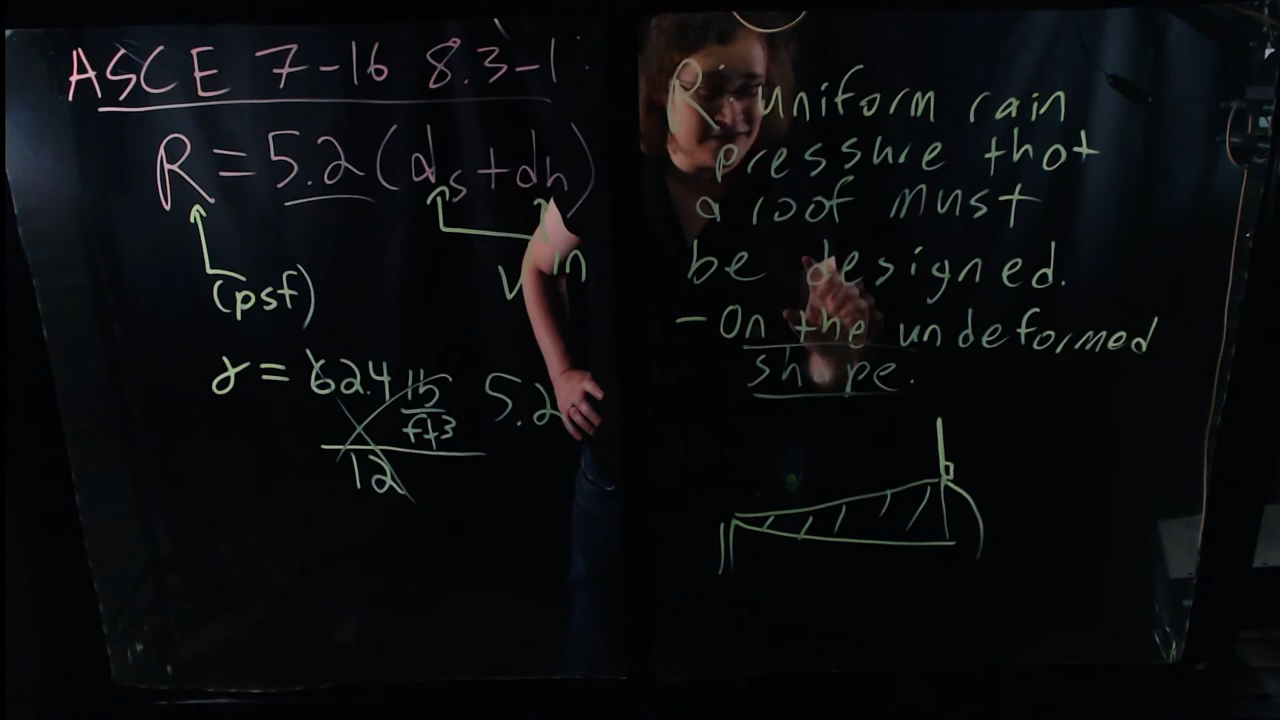 ASCE 7-16 8.3-1
R = 5.2 (ds + dh)
(psf)
in
γ = 62.4 lb
ft3
12
5.2
R: uniform rain
pressure that
a roof must
be designed.
- On the undeformed
shape.